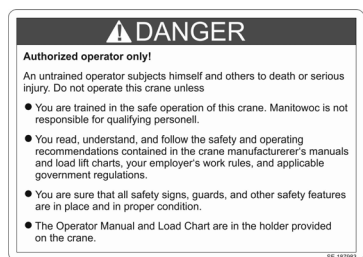 DANGER
Authorized operator only!
An untrained operator subjects himself and others to death or serious
injury. Do not operate this crane unless
● You are trained in the safe operation of this crane. Manitowoc is not
responsible for qualifying personell.
● You read, understand, and follow the safety and operating
recommendations contained in the crane manufacturerer's manuals
and load lift charts, your employer's work rules, and applicable
government regulations.
● You are sure that all safety signs, guards, and other safety features
are in place and in proper condition.
● The Operator Manual and Load Chart are in the holder provided
on the crane.